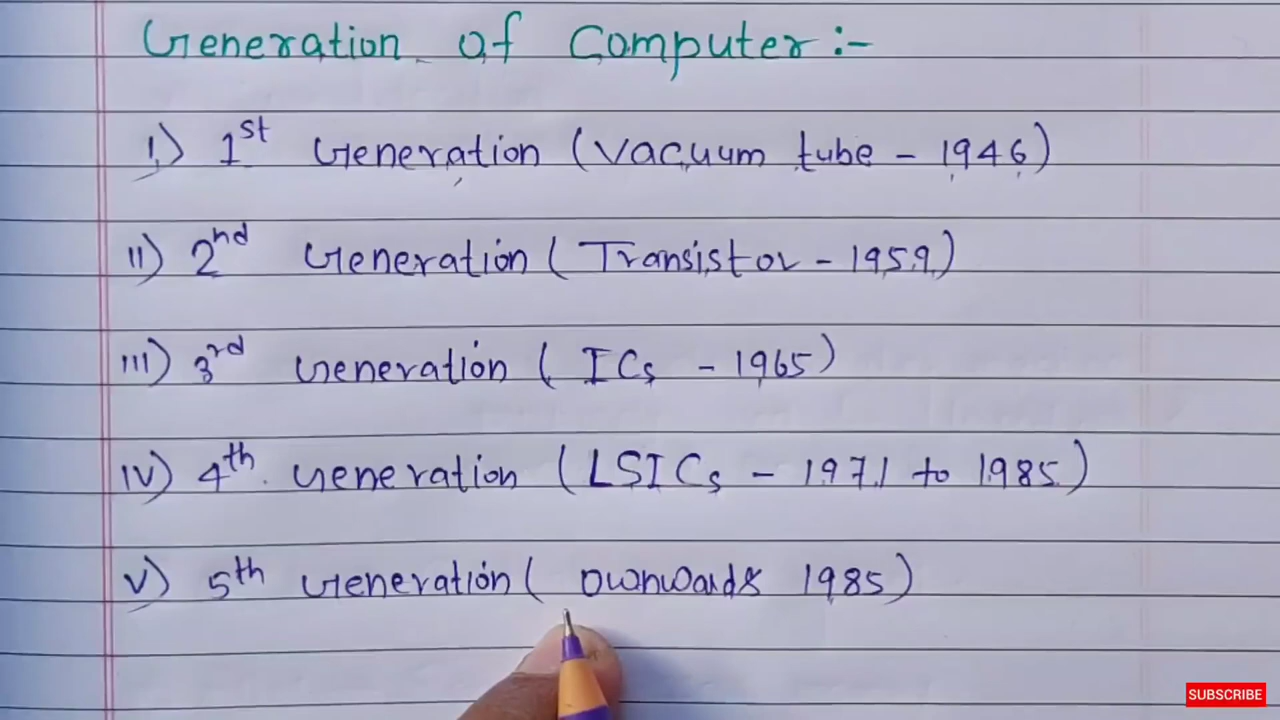 Generation of Computer :-
I) 1st Generation (Vacuum tube - 1946)
II) 2nd Generation (Transistor - 1959)
III) 3rd Generation (ICs - 1965)
IV) 4th Generation (LSICs - 1971 to 1985)
V) 5th Generation (Ownwards 1985)
SUBSCRIBE